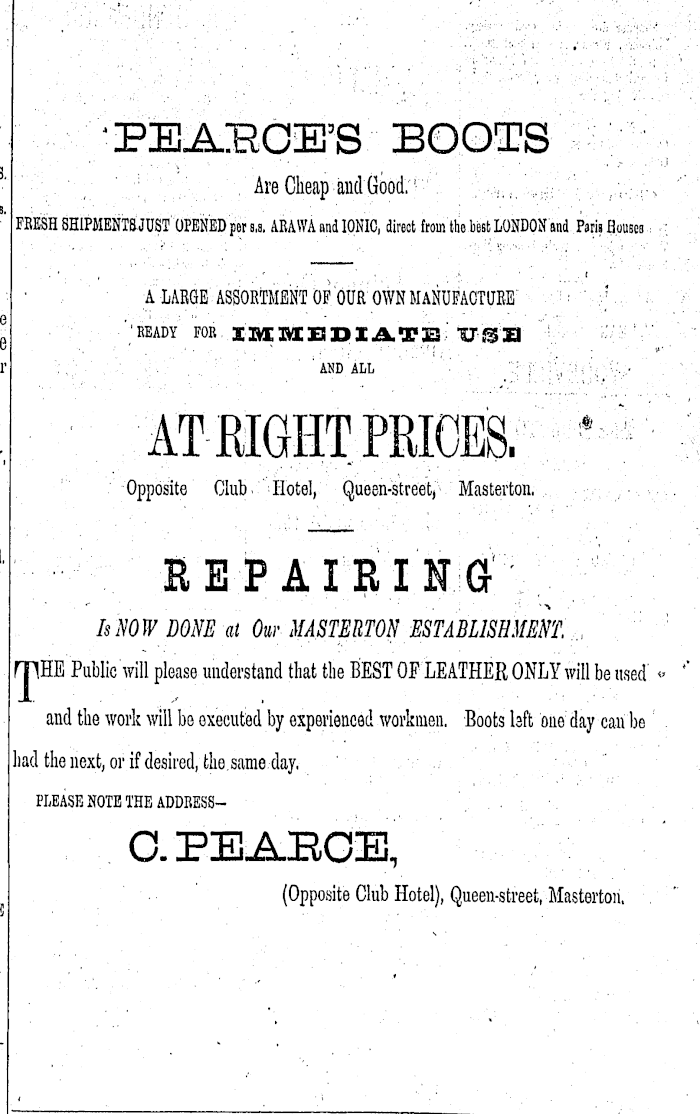 PEARCE'S BOOTS
Are Cheap and Good.
FRESH SHIPMENTS JUST OPENED per s.s. ARAWA and IONIC, direct from the best LONDON and Paris Houses
A LARGE ASSORTMENT OF OUR OWN MANUFACTURE
READY FOR IMMEDIATE USE
AND ALL
AT RIGHT PRICES.
Opposite Club Hotel, Queen-street, Masterton.
REPAIRING
Is NOW DONE at Our MASTERTON ESTABLISHMENT.
THE Public will please understand that the BEST OF LEATHER ONLY will be used
and the work will be executed by experienced workmen. Boots left one day can be
had the next, or if desired, the same day.
PLEASE NOTE THE ADDRESS—
C. PEARCE,
(Opposite Club Hotel), Queen-street, Masterton.